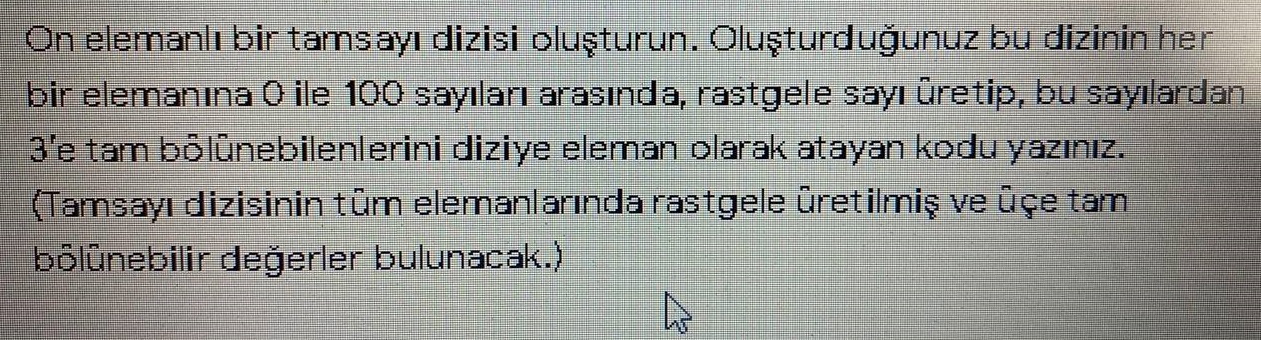 On elemanlı bir tamsayı dizisi oluşturun. Oluşturduğunuz bu dizinin her
bir elemanına 0 ile 100 sayıları arasında, rastgele sayı üretip, bu sayılardan
3'e tam bölünebilenlerini diziye eleman olarak atayan kodu yazınız.
(Tamsayı dizisinin tüm elemanlarında rastgele üretilmiş ve üçe tam
bölünebilir değerler bulunacak.)